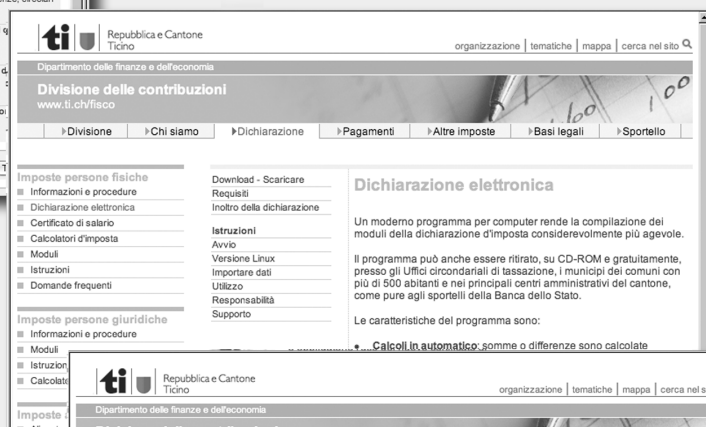 ti
Repubblica e Cantone
Ticino
organizzazione | tematiche | mappa | cerca nel sito
Dipartimento delle finanze e dell'economia
Divisione delle contribuzioni
www.ti.ch/fisco
Divisione
Chi siamo
Dichiarazione
Pagamenti
Altre imposte
Basi legali
Sportello
Imposte persone fisiche
Informazioni e procedure
Dichiarazione elettronica
Certificato di salario
Calcolatori d'imposta
Moduli
Istruzioni
Domande frequenti
Imposte persone giuridiche
Informazioni e procedure
Moduli
Download - Scaricare
Requisiti
Inoltro della dichiarazione
Istruzioni
Avvio
Versione Linux
Importare dati
Utilizzo
Responsabilità
Supporto
Dichiarazione elettronica
Un moderno programma per computer rende la compilazione dei
moduli della dichiarazione d'imposta considerevolmente più agevole.
Il programma può anche essere ritirato, su CD-ROM e gratuitamente,
presso gli Uffici circondariali di tassazione, i municipi dei comuni con
più di 500 abitanti e nei principali centri amministrativi del cantone,
come pure agli sportelli della Banca dello Stato.
Le caratteristiche del programma sono:
• Calcoli in automatico: somme o differenze sono calcolate
Imposte
ti
Repubblica e Cantone
Ticino
organizzazione | tematiche | mappa | cerca nel s
Dipartimento delle finanze e dell'economia